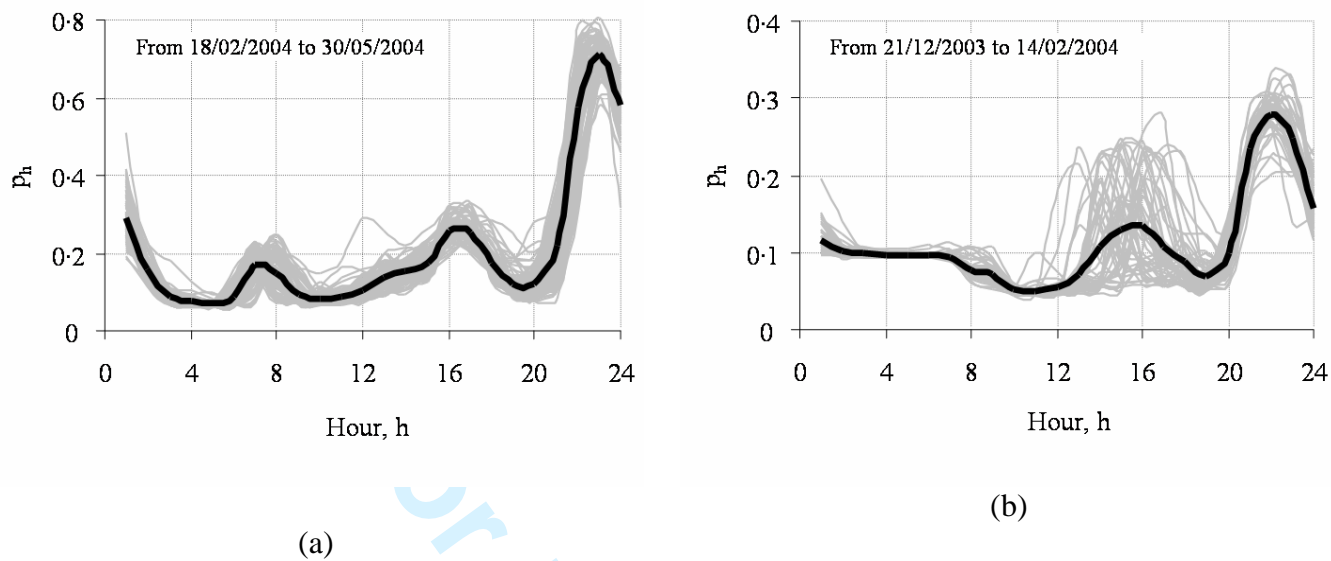 0·8
0·6
0·4
0·2
0
From 18/02/2004 to 30/05/2004
p_h
0 4 8 12 16 20 24
Hour, h
(a)
0·4
0·3
0·2
0·1
0
From 21/12/2003 to 14/02/2004
p_h
0 4 8 12 16 20 24
Hour, h
(b)
or